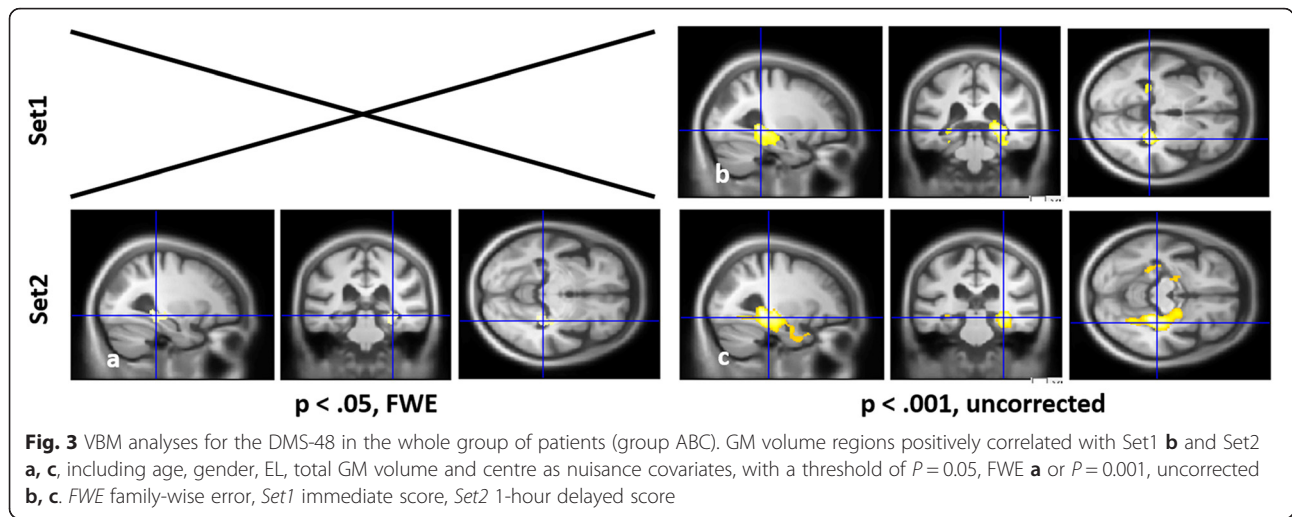 Set1
b
Set2
a
c
p < .05, FWE
p < .001, uncorrected
Fig. 3 VBM analyses for the DMS-48 in the whole group of patients (group ABC). GM volume regions positively correlated with Set1 b and Set2
a, c, including age, gender, EL, total GM volume and centre as nuisance covariates, with a threshold of P = 0.05, FWE a or P = 0.001, uncorrected
b, c. FWE family-wise error, Set1 immediate score, Set2 1-hour delayed score